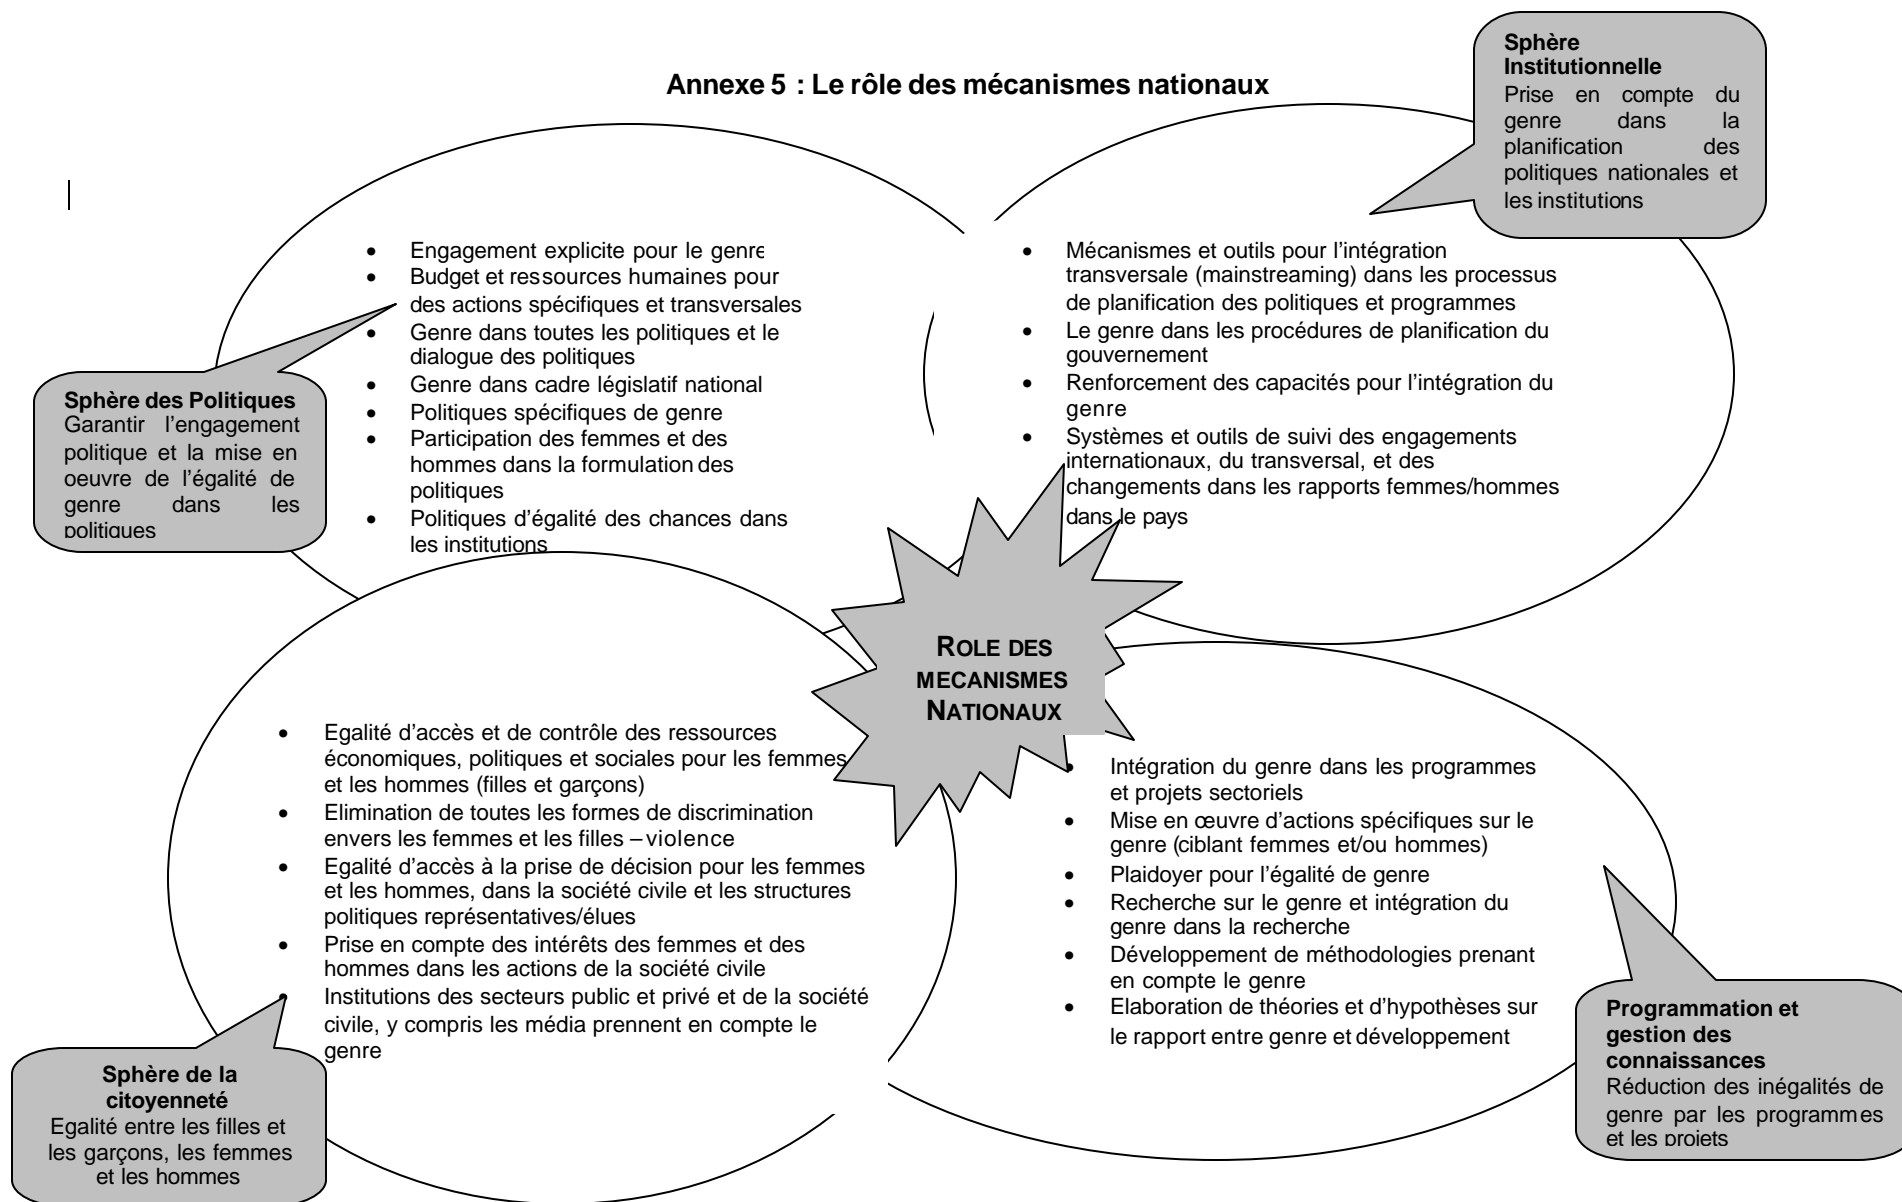 Annexe 5 : Le rôle des mécanismes nationaux
Sphère
Institutionnelle
Prise en compte du
genre dans la
planification des
politiques nationales et
les institutions
• Engagement explicite pour le genre
• Budget et ressources humaines pour
des actions spécifiques et transversales
• Genre dans toutes les politiques et le
dialogue des politiques
• Genre dans cadre législatif national
• Politiques spécifiques de genre
• Participation des femmes et des
hommes dans la formulation des
politiques
• Politiques d’égalité des chances dans
les institutions
Sphère des Politiques
Garantir l’engagement
politique et la mise en
oeuvre de l’égalité de
genre dans les
politiques
• Mécanismes et outils pour l’intégration
transversale (mainstreaming) dans les processus
de planification des politiques et programmes
• Le genre dans les procédures de planification du
gouvernement
• Renforcement des capacités pour l’intégration du
genre
• Systèmes et outils de suivi des engagements
internationaux, du transversal, et des
changements dans les rapports femmes/hommes
dans le pays
ROLE DES
MECANISMES
NATIONAUX
• Egalité d’accès et de contrôle des ressources
économiques, politiques et sociales pour les femmes
et les hommes (filles et garçons)
• Elimination de toutes les formes de discrimination
envers les femmes et les filles – violence
• Egalité d’accès à la prise de décision pour les femmes
et les hommes, dans la société civile et les structures
politiques représentatives/élues
• Prise en compte des intérêts des femmes et des
hommes dans les actions de la société civile
• Institutions des secteurs public et privé et de la société
civile, y compris les média prennent en compte le
genre
Sphère de la
citoyenneté
Egalité entre les filles et
les garçons, les femmes
et les hommes
• Intégration du genre dans les programmes
et projets sectoriels
• Mise en œuvre d’actions spécifiques sur le
genre (ciblant femmes et/ou hommes)
• Plaidoyer pour l’égalité de genre
• Recherche sur le genre et intégration du
genre dans la recherche
• Développement de méthodologies prenant
en compte le genre
• Elaboration de théories et d’hypothèses sur
le rapport entre genre et développement
Programmation et
gestion des
connaissances
Réduction des inégalités de
genre par les programmes
et les projets